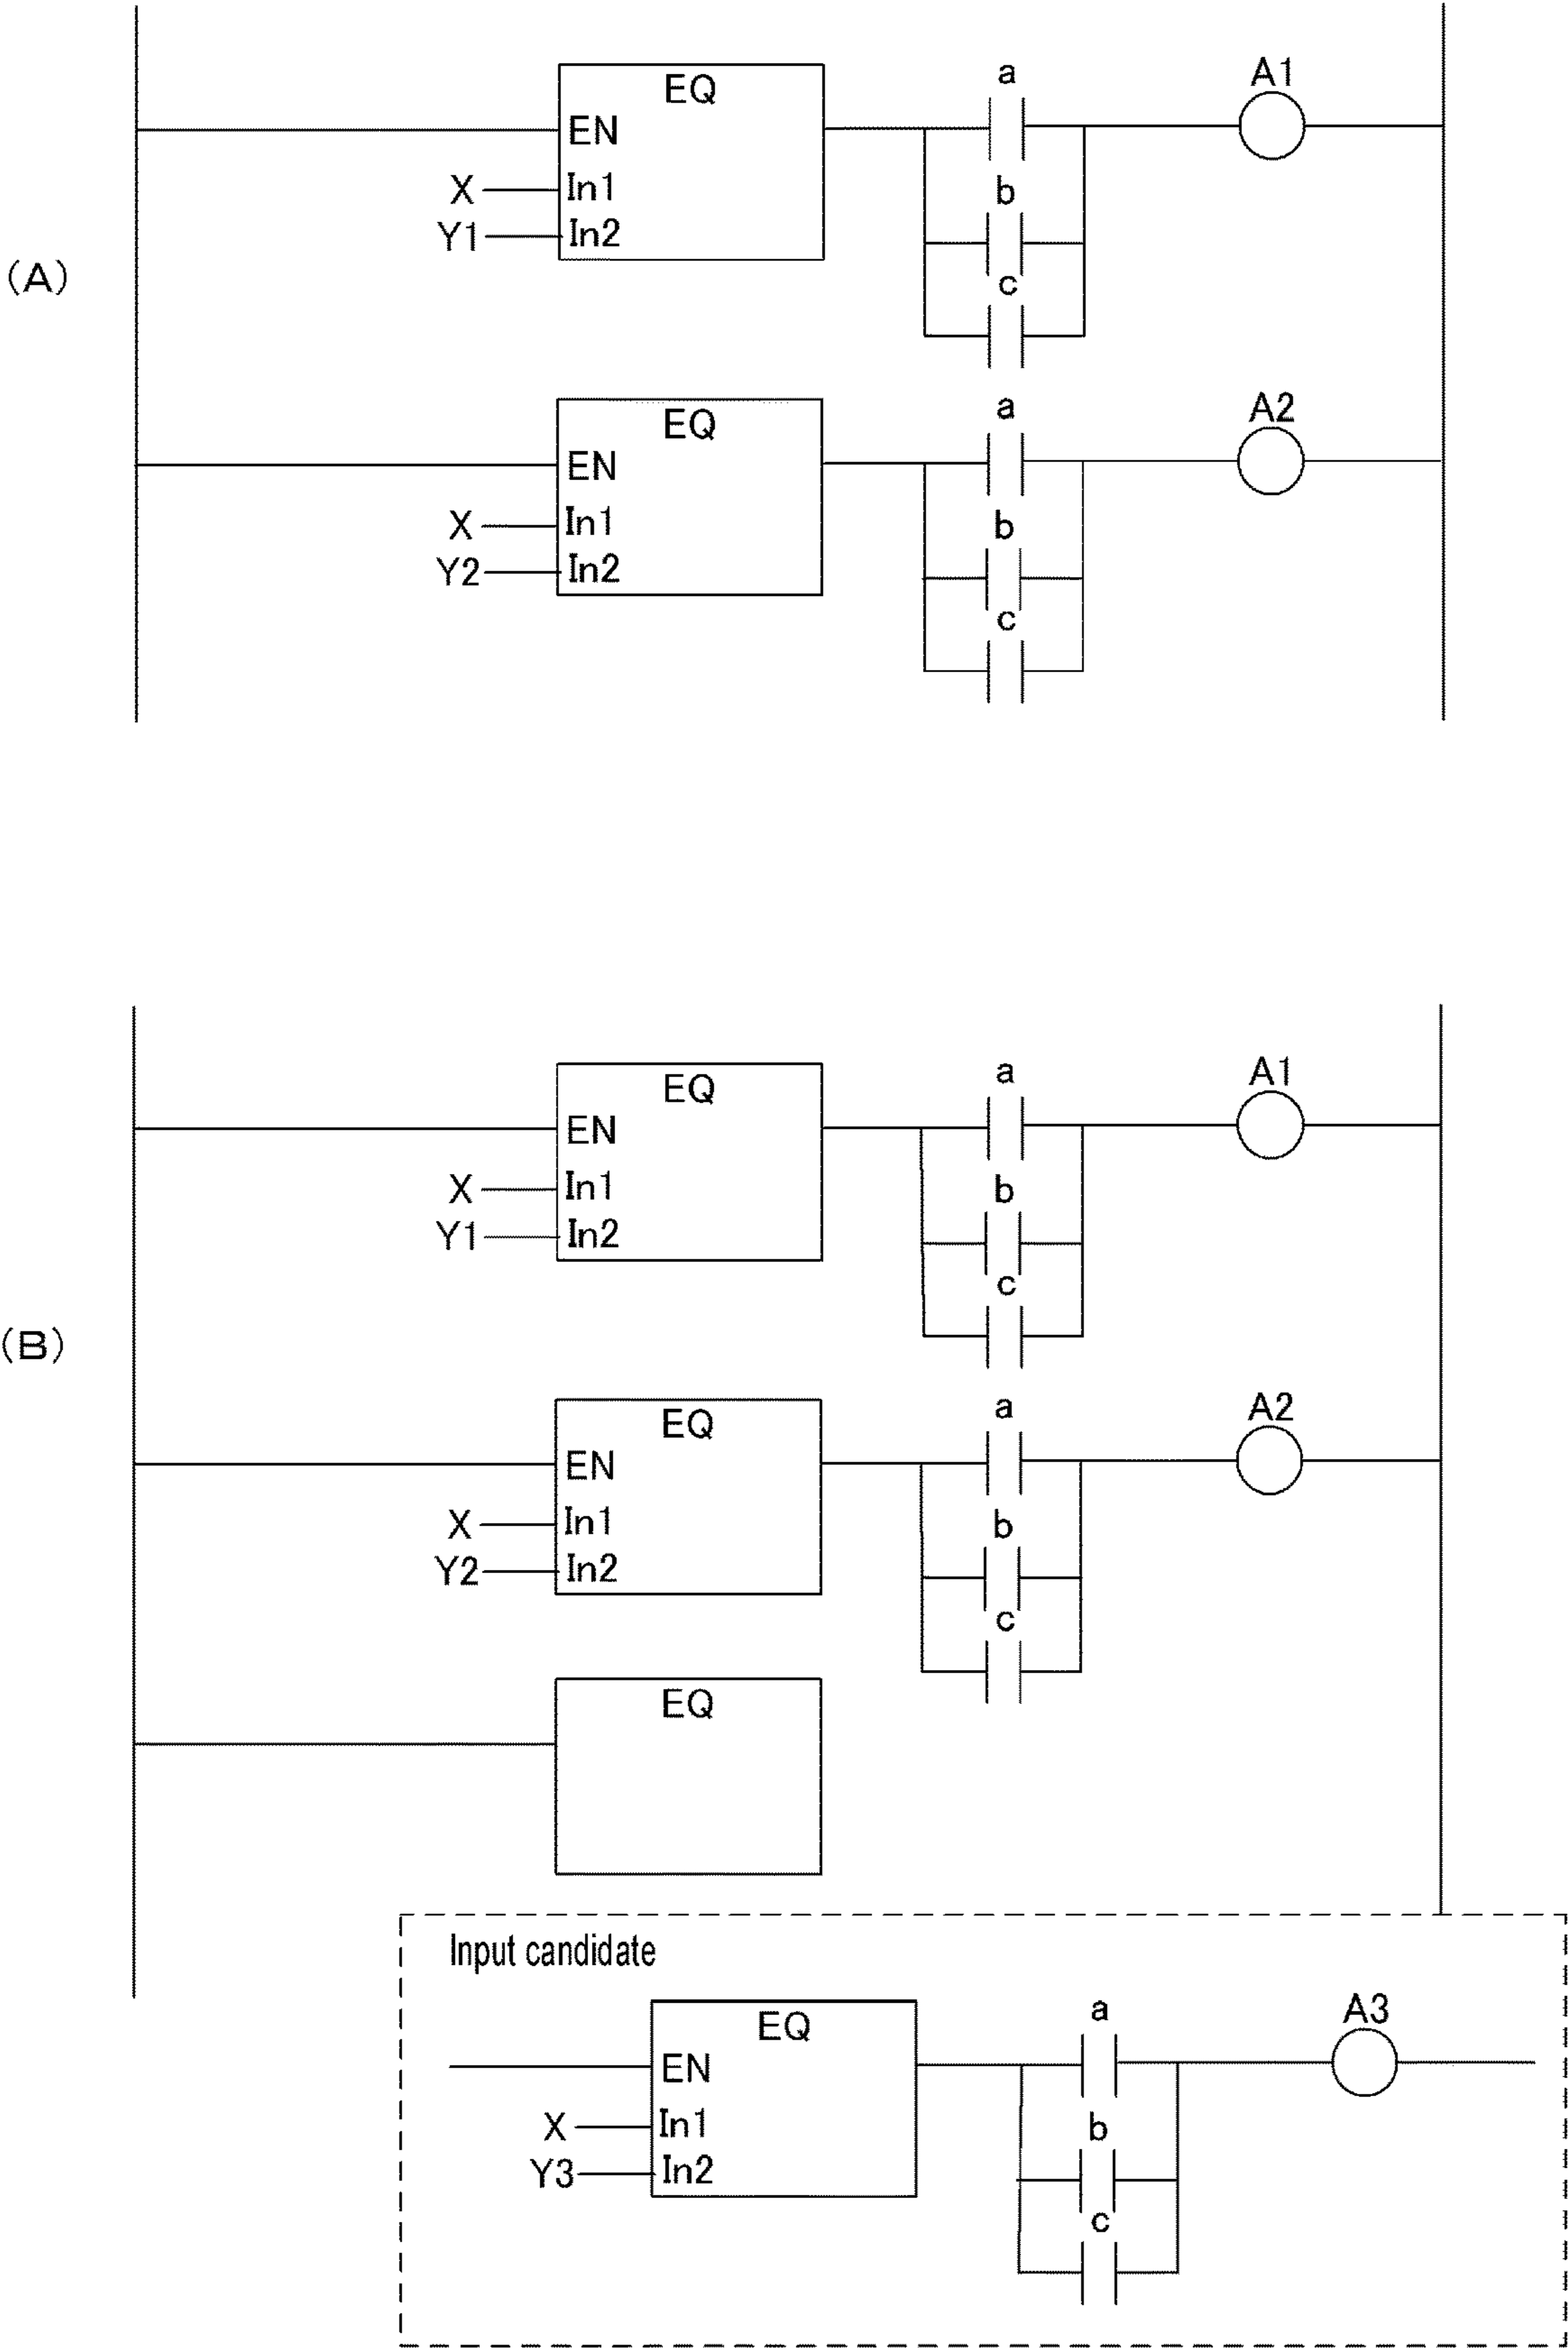 (A)
EQ
EN
X In1
Y1 In2
a
b
c
A1
EQ
EN
X In1
Y2 In2
a
b
c
A2
(B)
EQ
EN
X In1
Y1 In2
a
b
c
A1
EQ
EN
X In1
Y2 In2
a
b
c
A2
EQ
Input candidate
EQ
EN
X In1
Y3 In2
a
b
c
A3